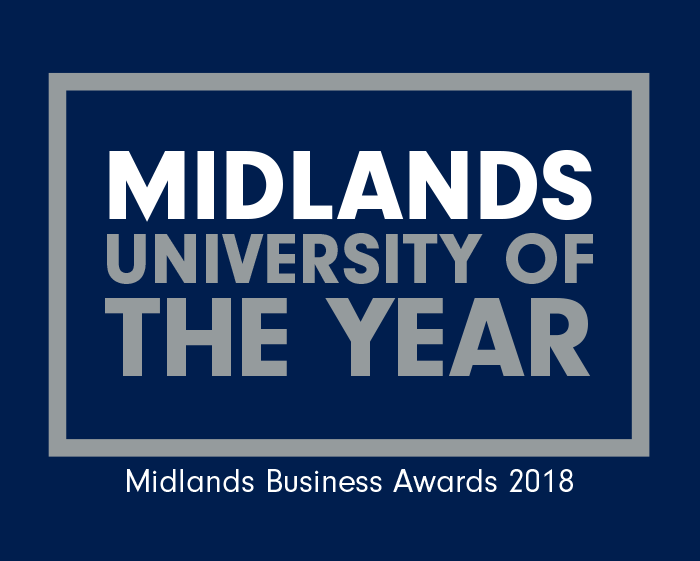 MIDLANDS
UNIVERSITY OF
THE YEAR
Midlands Business Awards 2018